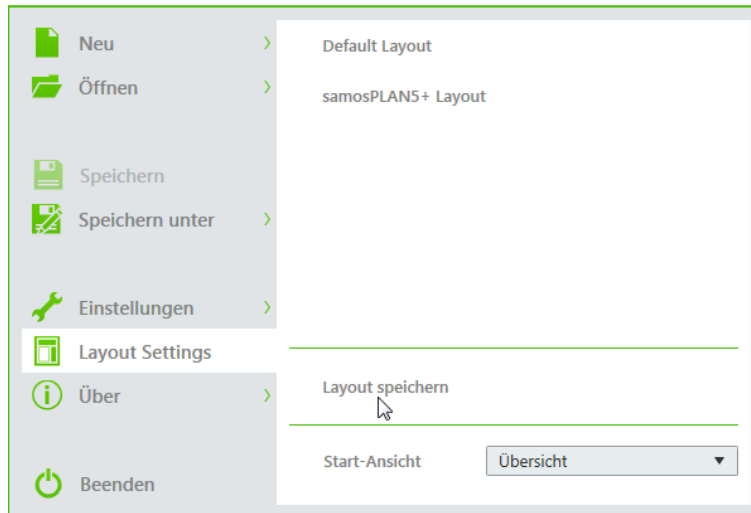 Neu
Öffnen
Speichern
Speichern unter
Einstellungen
Layout Settings
Über
Beenden
Default Layout
samosPLAN5+ Layout
Layout speichern
Start-Ansicht
Übersicht